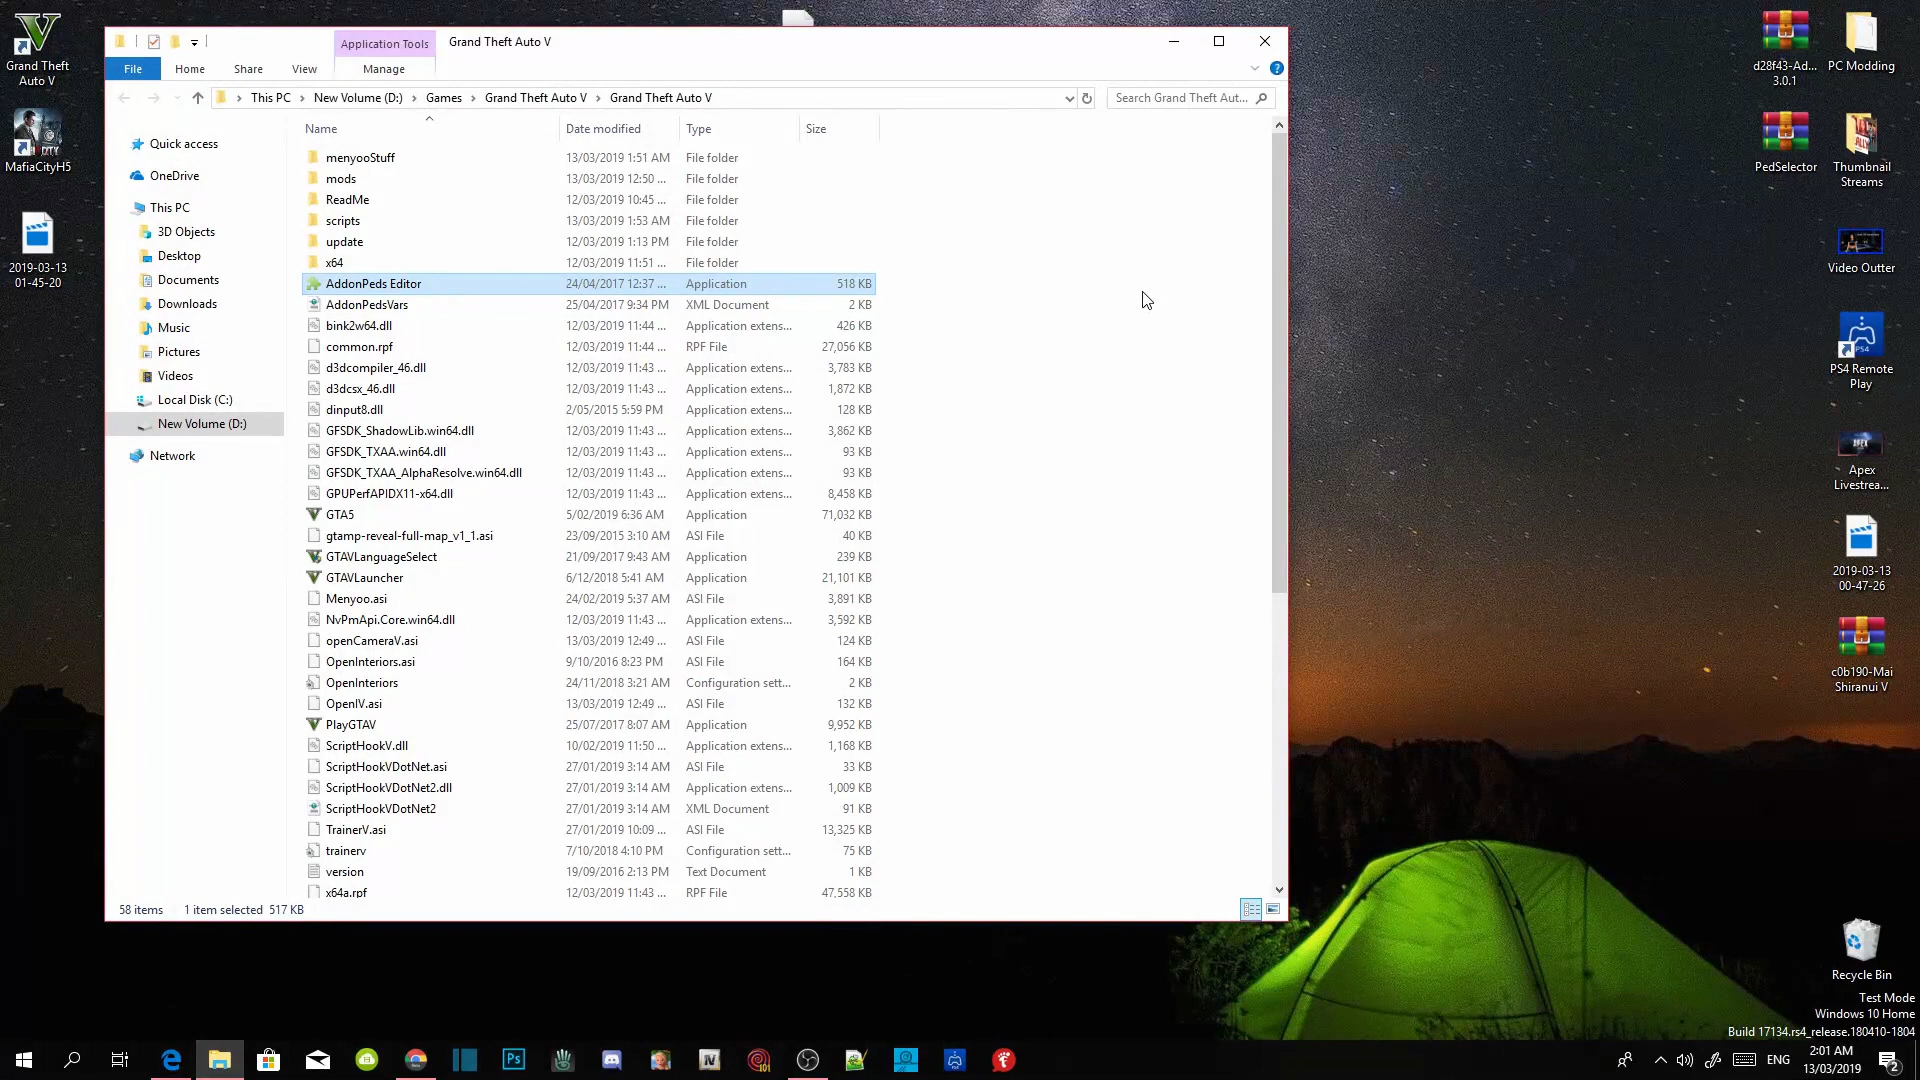 Grand Theft Auto V
MafiaCityH5
2019-03-13 01-45-20
Application Tools
Grand Theft Auto V
File
Home
Share
View
Manage
This PC
New Volume (D:)
Games
Grand Theft Auto V
Grand Theft Auto V
Search Grand Theft Aut...
Quick access
OneDrive
This PC
3D Objects
Desktop
Documents
Downloads
Music
Pictures
Videos
Local Disk (C:)
New Volume (D:)
Network
Name Date modified Type Size
menyooStuff 13/03/2019 1:51 AM File folder
mods 13/03/2019 12:50 ... File folder
ReadMe 12/03/2019 10:45 ... File folder
scripts 13/03/2019 1:53 AM File folder
update 12/03/2019 1:13 PM File folder
x64 12/03/2019 11:51 ... File folder
AddonPeds Editor 24/04/2017 12:37 ... Application 518 KB
AddonPedsVars 25/04/2017 9:34 PM XML Document 2 KB
bink2w64.dll 12/03/2019 11:44 ... Application extens... 426 KB
common.rpf 12/03/2019 11:44 ... RPF File 27,056 KB
d3dcompiler_46.dll 12/03/2019 11:43 ... Application extens... 3,783 KB
d3dcsx_46.dll 12/03/2019 11:43 ... Application extens... 1,872 KB
dinput8.dll 2/05/2015 5:59 PM Application extens... 128 KB
GFSDK_ShadowLib.win64.dll 12/03/2019 11:43 ... Application extens... 3,862 KB
GFSDK_TXAA.win64.dll 12/03/2019 11:43 ... Application extens... 93 KB
GFSDK_TXAA_AlphaResolve.win64.dll 12/03/2019 11:43 ... Application extens... 93 KB
GPUPerfAPIDX11-x64.dll 12/03/2019 11:43 ... Application extens... 8,458 KB
GTA5 5/02/2019 6:36 AM Application 71,032 KB
gtamp-reveal-full-map_v1_1.asi 23/09/2015 3:10 AM ASI File 40 KB
GTAVLanguageSelect 21/09/2017 9:43 AM Application 239 KB
GTAVLauncher 6/12/2018 5:41 AM Application 21,101 KB
Menyoo.asi 24/02/2019 5:37 AM ASI File 3,891 KB
NvPmApi.Core.win64.dll 12/03/2019 11:43 ... Application extens... 3,592 KB
openCameraV.asi 13/03/2019 12:49 ... ASI File 124 KB
OpenInteriors.asi 9/10/2016 8:23 PM ASI File 164 KB
OpenInteriors 24/11/2018 3:21 AM Configuration sett... 2 KB
OpenIV.asi 13/03/2019 12:49 ... ASI File 132 KB
PlayGTAV 25/07/2017 8:07 AM Application 9,952 KB
ScriptHookV.dll 10/02/2019 11:50 ... Application extens... 1,168 KB
ScriptHookVDotNet.asi 27/01/2019 3:14 AM ASI File 33 KB
ScriptHookVDotNet2.dll 27/01/2019 3:14 AM Application extens... 1,009 KB
ScriptHookVDotNet2 27/01/2019 3:14 AM XML Document 91 KB
TrainerV.asi 27/01/2019 10:09 ... ASI File 13,325 KB
trainerv 7/10/2018 4:10 PM Configuration sett... 75 KB
version 19/09/2016 2:13 PM Text Document 1 KB
x64a.rpf 12/03/2019 11:43 ... RPF File 47,558 KB
58 items 1 item selected 517 KB
d28f43-Ad... 3.0.1
PC Modding
PedSelector
Thumbnail Streams
Video Outter
PS4
PS4 Remote Play
APEX
Apex Livestrea...
2019-03-13 00-47-26
c0b190-Mai Shiranui V
Recycle Bin
Test Mode
Windows 10 Home
Build 17134.rs4_release.180410-1804
Ps
IV
101
ENG
2:01 AM
13/03/2019
2